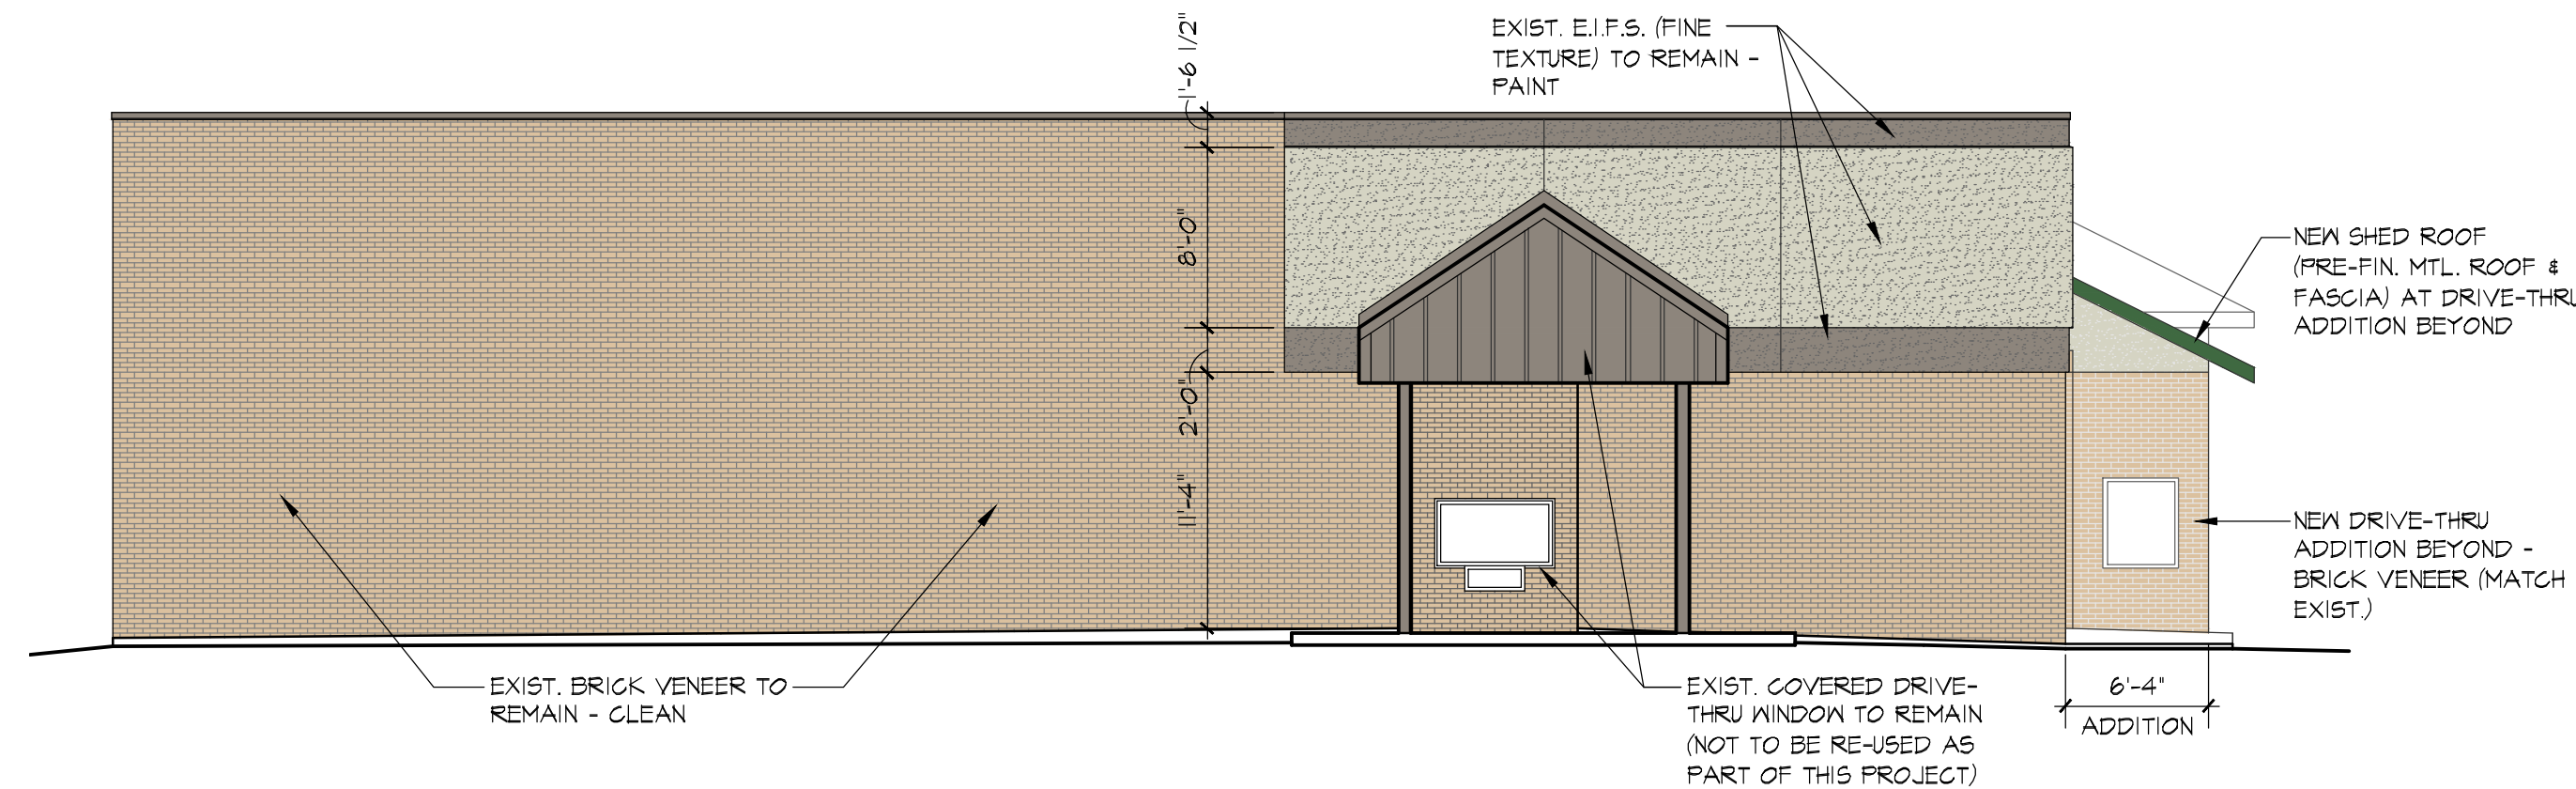 1'-6 1/2"
8'-0"
2'-0"
11'-4"
EXIST. E.I.F.S. (FINE
TEXTURE) TO REMAIN -
PAINT
NEW SHED ROOF
(PRE-FIN. MTL. ROOF &
FASCIA) AT DRIVE-THRU
ADDITION BEYOND
NEW DRIVE-THRU
ADDITION BEYOND -
BRICK VENEER (MATCH
EXIST.)
EXIST. BRICK VENEER TO
REMAIN - CLEAN
EXIST. COVERED DRIVE-
THRU WINDOW TO REMAIN
(NOT TO BE RE-USED AS
PART OF THIS PROJECT)
6'-4"
ADDITION